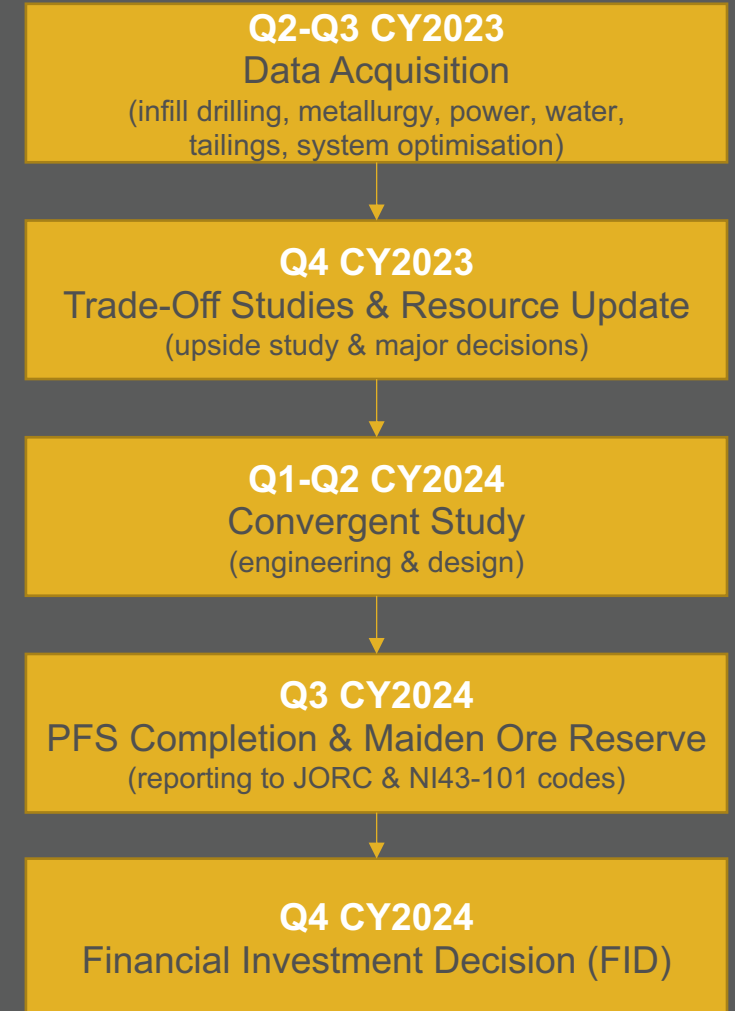 Q2-Q3 CY2023
Data Acquisition
(infill drilling, metallurgy, power, water,
tailings, system optimisation)
Q4 CY2023
Trade-Off Studies & Resource Update
(upside study & major decisions)
Q1-Q2 CY2024
Convergent Study
(engineering & design)
Q3 CY2024
PFS Completion & Maiden Ore Reserve
(reporting to JORC & NI43-101 codes)
Q4 CY2024
Financial Investment Decision (FID)